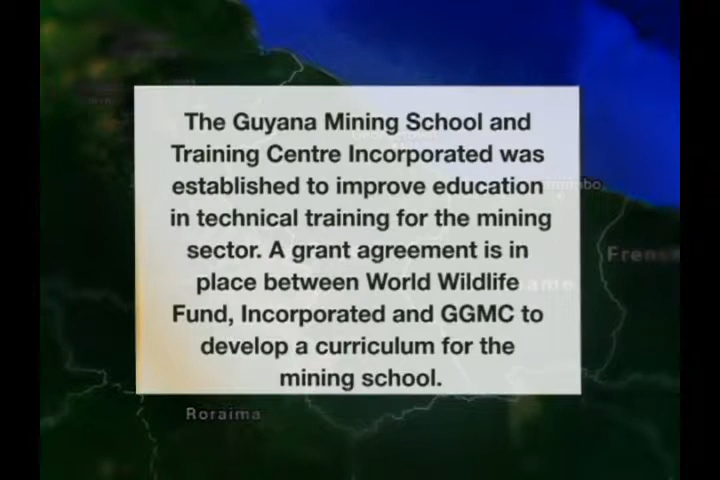 The Guyana Mining School and
Training Centre Incorporated was
established to improve education
in technical training for the mining
sector. A grant agreement is in
place between World Wildlife
Fund, Incorporated and GGMC to
develop a curriculum for the
mining school.
Roraima